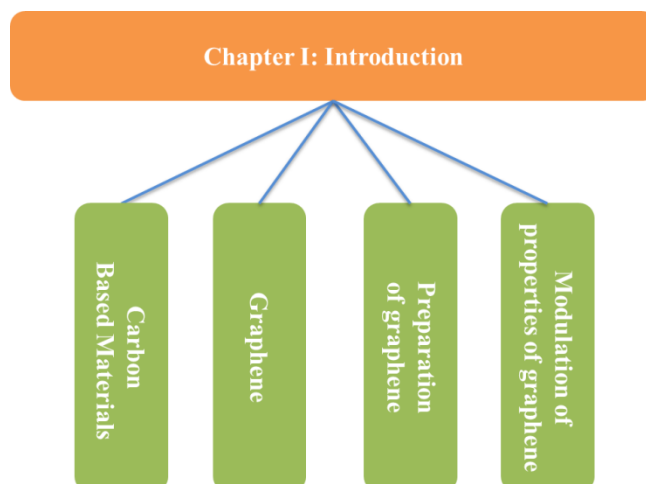 Chapter I: Introduction
Carbon
Based Materials
Graphene
Preparation
of graphene
Modulation of
properties of graphene